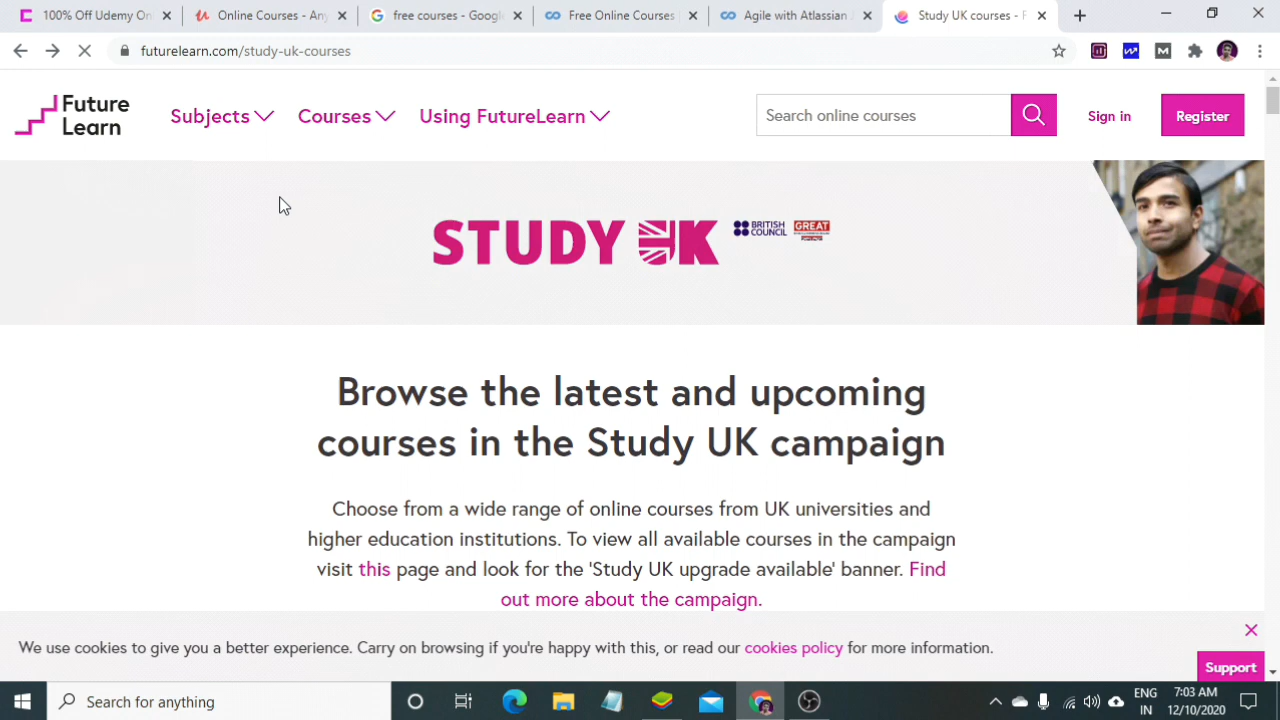 100% Off Udemy On
Online Courses - Any
free courses - Google
Free Online Courses
Agile with Atlassian
Study UK courses - F
futurelearn.com/study-uk-courses
Future
Learn
Subjects
Courses
Using FutureLearn
Search online courses
Sign in
Register
STUDY UK
BRITISH
COUNCIL
GREAT
Browse the latest and upcoming
courses in the Study UK campaign
Choose from a wide range of online courses from UK universities and
higher education institutions. To view all available courses in the campaign
visit this page and look for the 'Study UK upgrade available' banner. Find
out more about the campaign.
We use cookies to give you a better experience. Carry on browsing if you're happy with this, or read our cookies policy for more information.
Support
Search for anything
ENG
IN
7:03 AM
12/10/2020